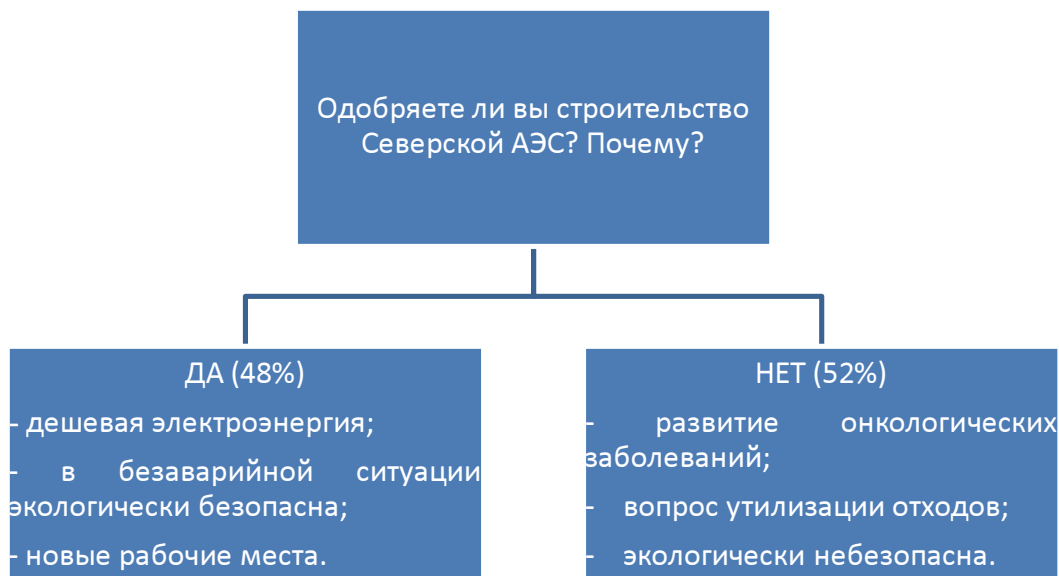 Одобряете ли вы строительство
Северской АЭС? Почему?
ДА (48%)
- дешевая электроэнергия;
- в безаварийной ситуации
экологически безопасна;
- новые рабочие места.
НЕТ (52%)
- развитие онкологических
заболеваний;
- вопрос утилизации отходов;
- экологически небезопасна.